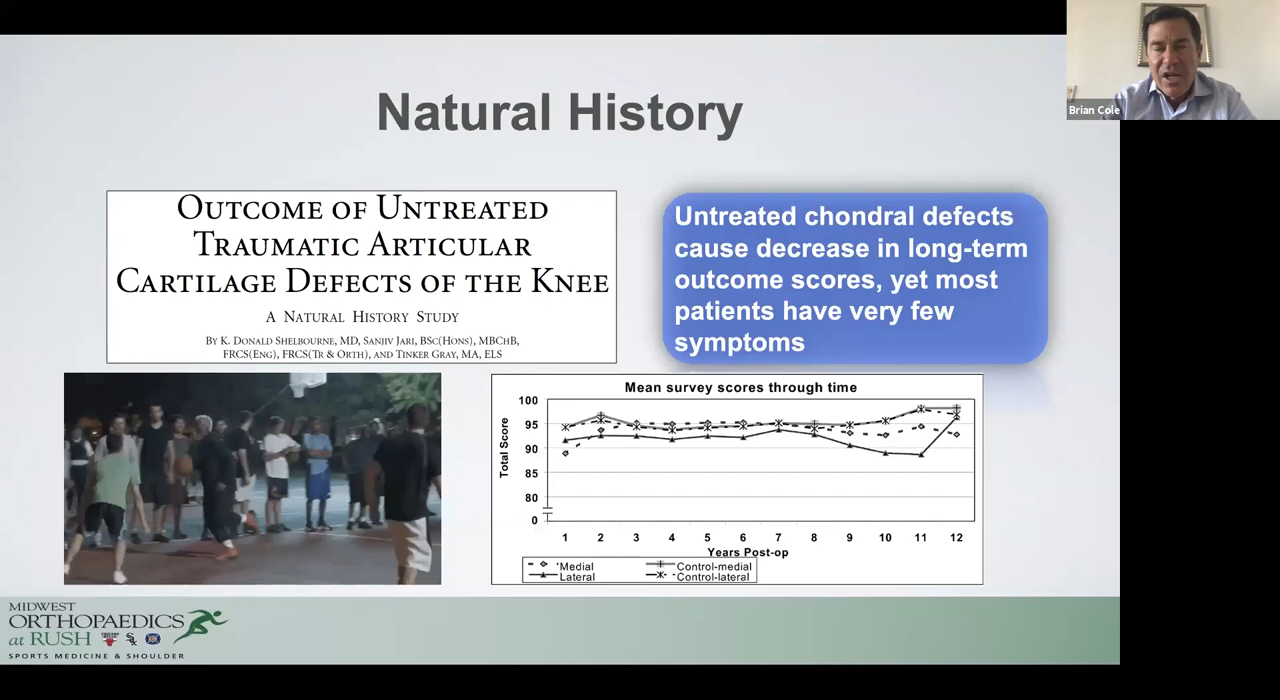 Brian Cole
Natural History
OUTCOME OF UNTREATED
TRAUMATIC ARTICULAR
CARTILAGE DEFECTS OF THE KNEE
A NATURAL HISTORY STUDY
BY K. DONALD SHELBOURNE, MD, SANJIV JARI, BSC(HONS), MBCHB,
FRCS(ENG), FRCS(TR & ORTH), AND TINKER GRAY, MA, ELS
Untreated chondral defects
cause decrease in long-term
outcome scores, yet most
patients have very few
symptoms
Mean survey scores through time
Total Score
100
95
90
85
80
0
1 2 3 4 5 6 7 8 9 10 11 12
Years Post-op
Medial Control-medial
Lateral Control-lateral
MIDWEST
ORTHOPAEDICS
at RUSH
SPORTS MEDICINE & SHOULDER